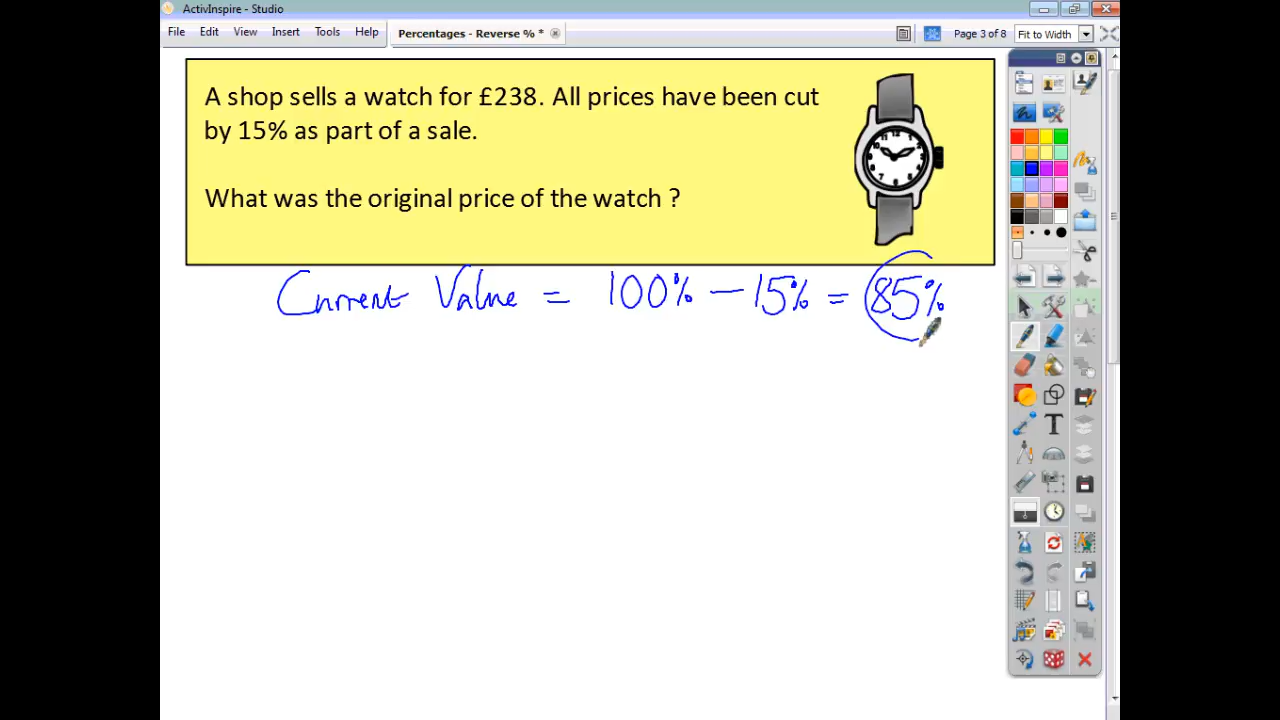 ActivInspire - Studio
File Edit View Insert Tools Help
Percentages - Reverse % *
Page 3 of 8
Fit to Width
A shop sells a watch for £238. All prices have been cut
by 15% as part of a sale.
What was the original price of the watch ?
Current Value = 100% - 15% = 85%